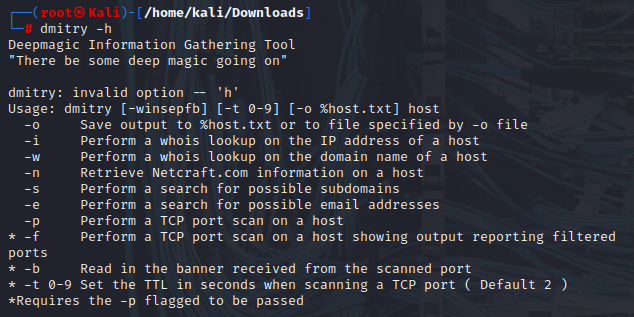 ┌──(root㉿Kali)-[/home/kali/Downloads]
└─# dmitry -h
Deepmagic Information Gathering Tool
"There be some deep magic going on"

dmitry: invalid option -- 'h'
Usage: dmitry [-winsepfb] [-t 0-9] [-o %host.txt] host
  -o     Save output to %host.txt or to file specified by -o file
  -i     Perform a whois lookup on the IP address of a host
  -w     Perform a whois lookup on the domain name of a host
  -n     Retrieve Netcraft.com information on a host
  -s     Perform a search for possible subdomains
  -e     Perform a search for possible email addresses
  -p     Perform a TCP port scan on a host
* -f     Perform a TCP port scan on a host showing output reporting filtered
ports
* -b     Read in the banner received from the scanned port
* -t 0-9 Set the TTL in seconds when scanning a TCP port ( Default 2 )
*Requires the -p flagged to be passed